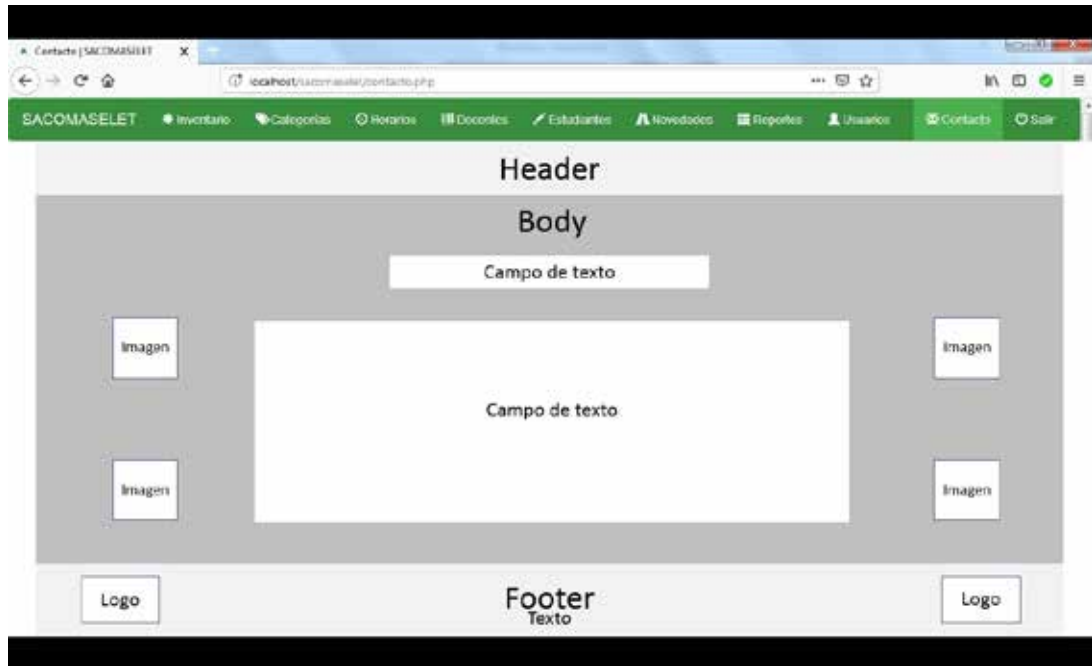 Contacto | SACOMASELET
localhost/sacomaselet/contacto.php
SACOMASELET Inventario Categorías Horarios Docentes Estudiantes Novedades Reportes Usuarios Contacto Salir
Header
Body
Campo de texto
Imagen Imagen
Campo de texto
Imagen Imagen
Logo Footer Logo
Texto